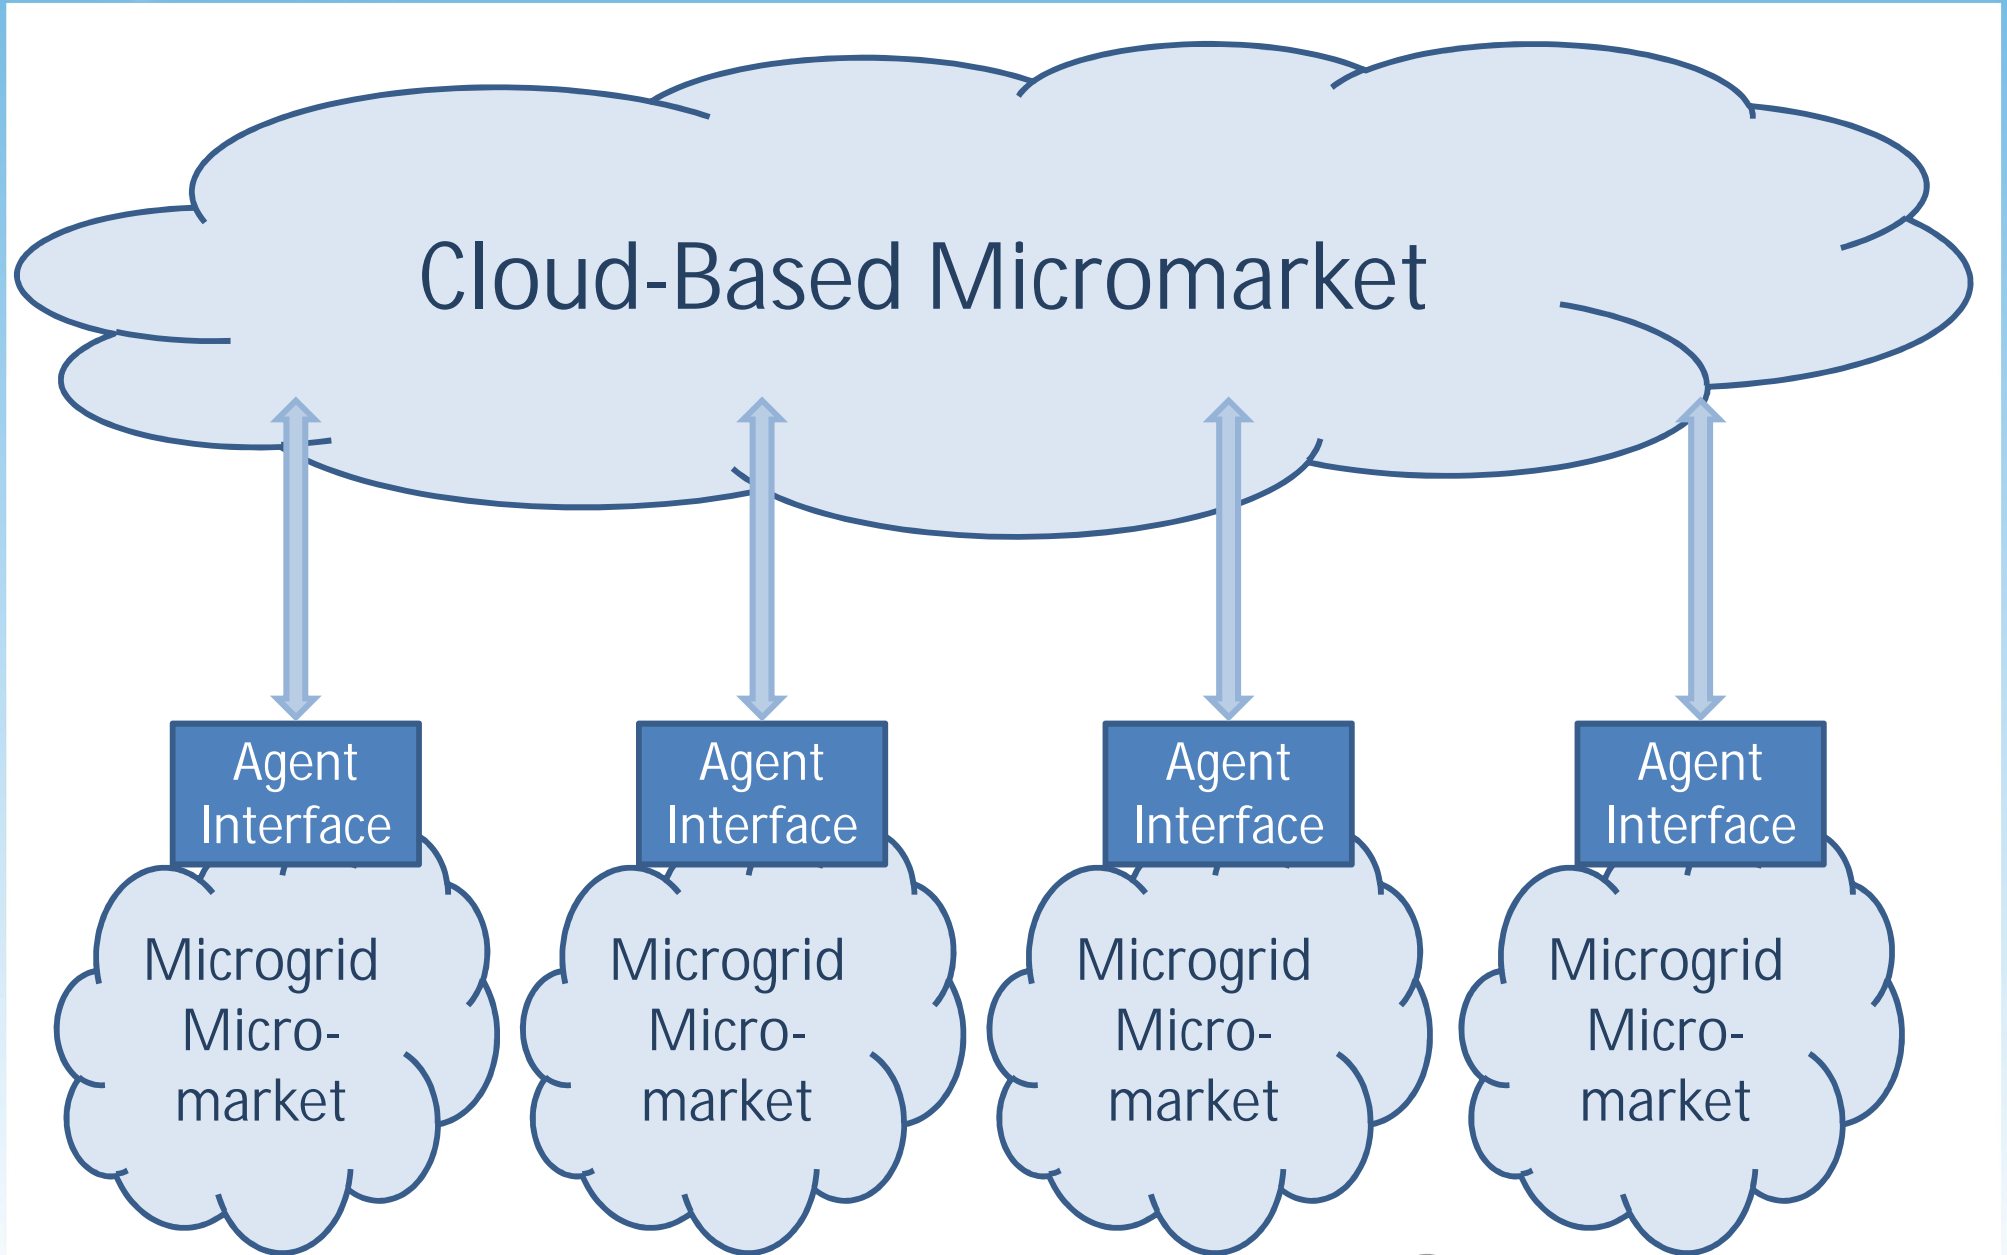 Cloud-Based Micromarket
Agent
Interface
Agent
Interface
Agent
Interface
Agent
Interface
Microgrid
Micro-
market
Microgrid
Micro-
market
Microgrid
Micro-
market
Microgrid
Micro-
market